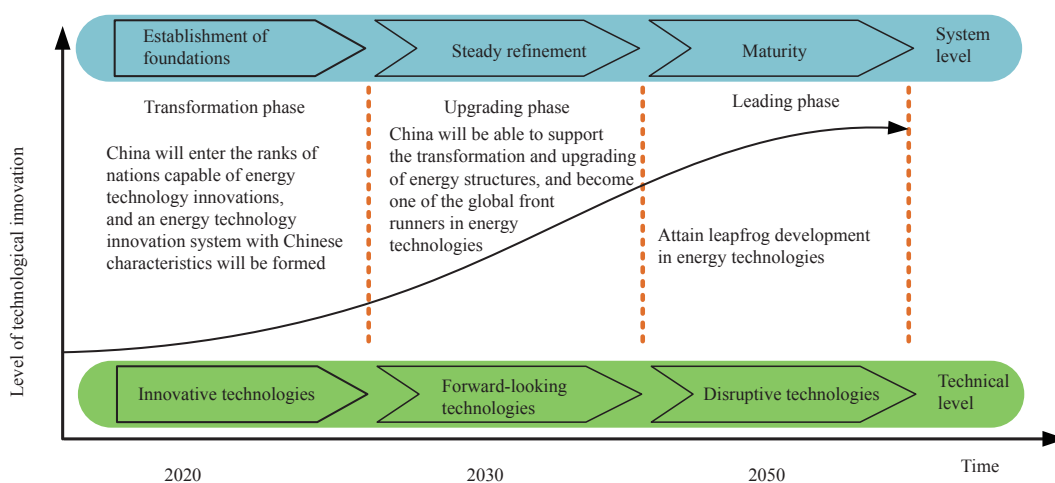 Establishment of
foundations
Steady refinement
Maturity
System
level
Transformation phase
China will enter the ranks of
nations capable of energy
technology innovations,
and an energy technology
innovation system with Chinese
characteristics will be formed
Upgrading phase
China will be able to support
the transformation and upgrading
of energy structures, and become
one of the global front
runners in energy
technologies
Leading phase
Attain leapfrog development
in energy technologies
Level of technological innovation
Innovative technologies
Forward-looking
technologies
Disruptive technologies
Technical
level
2020
2030
2050
Time